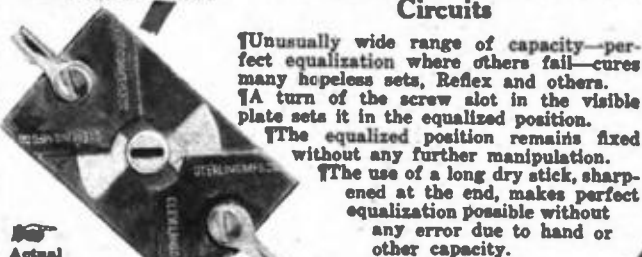 Circuits
¶Unusually wide range of capacity—per-
fect equalization where others fail—cures
many hopeless sets, Reflex and others.
¶A turn of the screw slot in the visible
plate sets it in the equalized position.
¶The equalized position remains fixed
without any further manipulation.
¶The use of a long dry stick, sharp-
ened at the end, makes perfect
equalization possible without
any error due to hand or
other capacity.
Actual